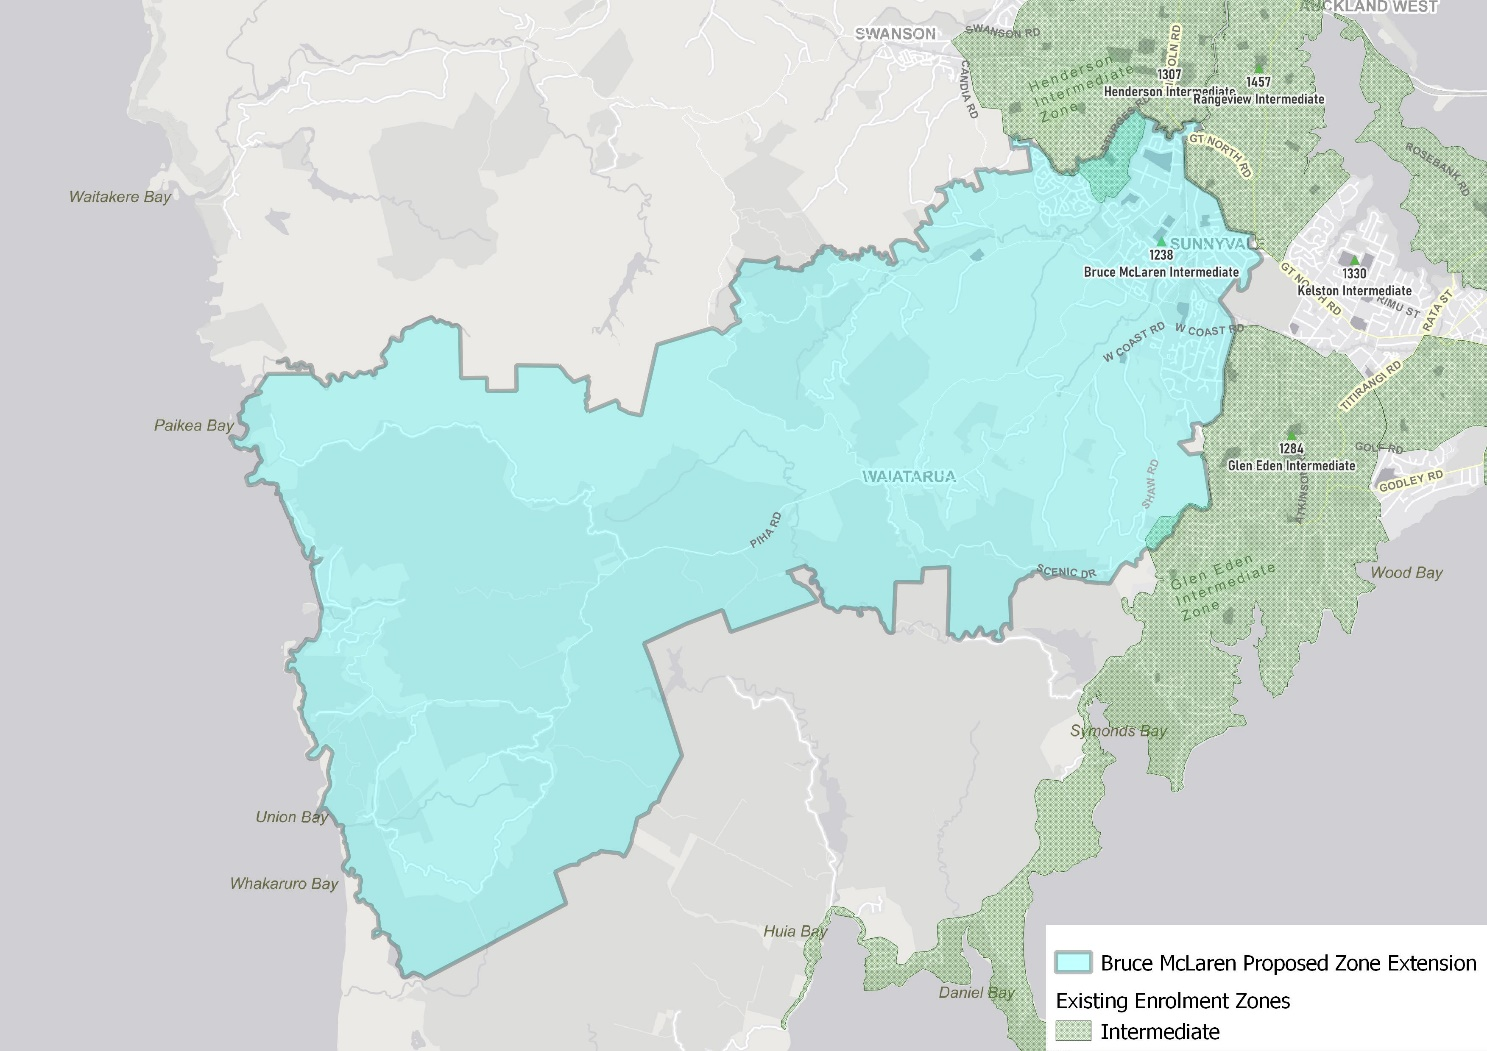 AUCKLAND WEST
SWANSON
SWANSON RD
CANDIA RD
LINCOLN RD
Henderson
Intermediate
Zone
1307
Henderson Intermediate
1457
Rangeview Intermediate
STURGES RD
GT NORTH RD
ROSEBANK RD
Waitakere Bay
SUNNYVAL
1238
Bruce McLaren Intermediate
GT NORTH RD
1330
Kelston Intermediate
RIMU ST
RATA ST
W COAST RD
W COAST RD
TITIRANGI RD
Paikea Bay
1284
Glen Eden Intermediate
GOLF RD
GODLEY RD
ATKINSON
WAIATARUA
SHAW RD
PIHA RD
SCENIC DR
Glen Eden
Intermediate
Zone
Wood Bay
Symonds Bay
Union Bay
Whakaruro Bay
Huia Bay
Daniel Bay
Bruce McLaren Proposed Zone Extension
Existing Enrolment Zones
Intermediate